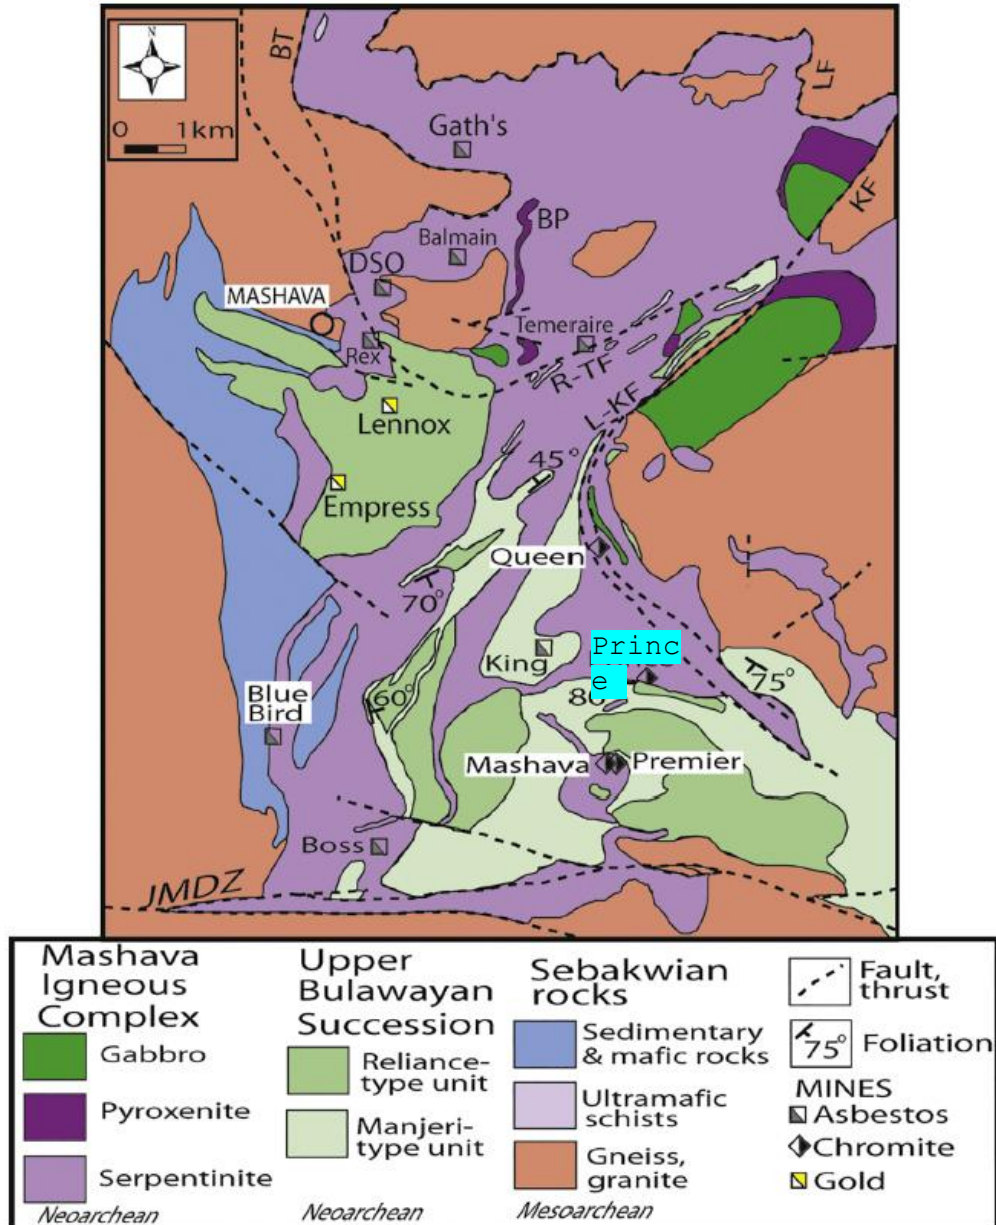 BT
LF
0 1km
Gath's
KF
BP
Balmain
DSO
MASHAVA
Temeraire
Rex
R-TF
L-KF
Lennox
45°
Empress
Queen
70°
Princ
e
King
75°
Blue
Bird
60°
80
Mashava
Premier
Boss
JMDZ
Mashava
Igneous
Complex
Gabbro
Pyroxenite
Serpentinite
Neoarchean
Upper
Bulawayan
Succession
Reliance-
type unit
Manjeri-
type unit
Neoarchean
Sebakwian
rocks
Sedimentary
& mafic rocks
Ultramafic
schists
Gneiss,
granite
Mesoarchean
Fault,
thrust
75° Foliation
MINES
Asbestos
Chromite
Gold